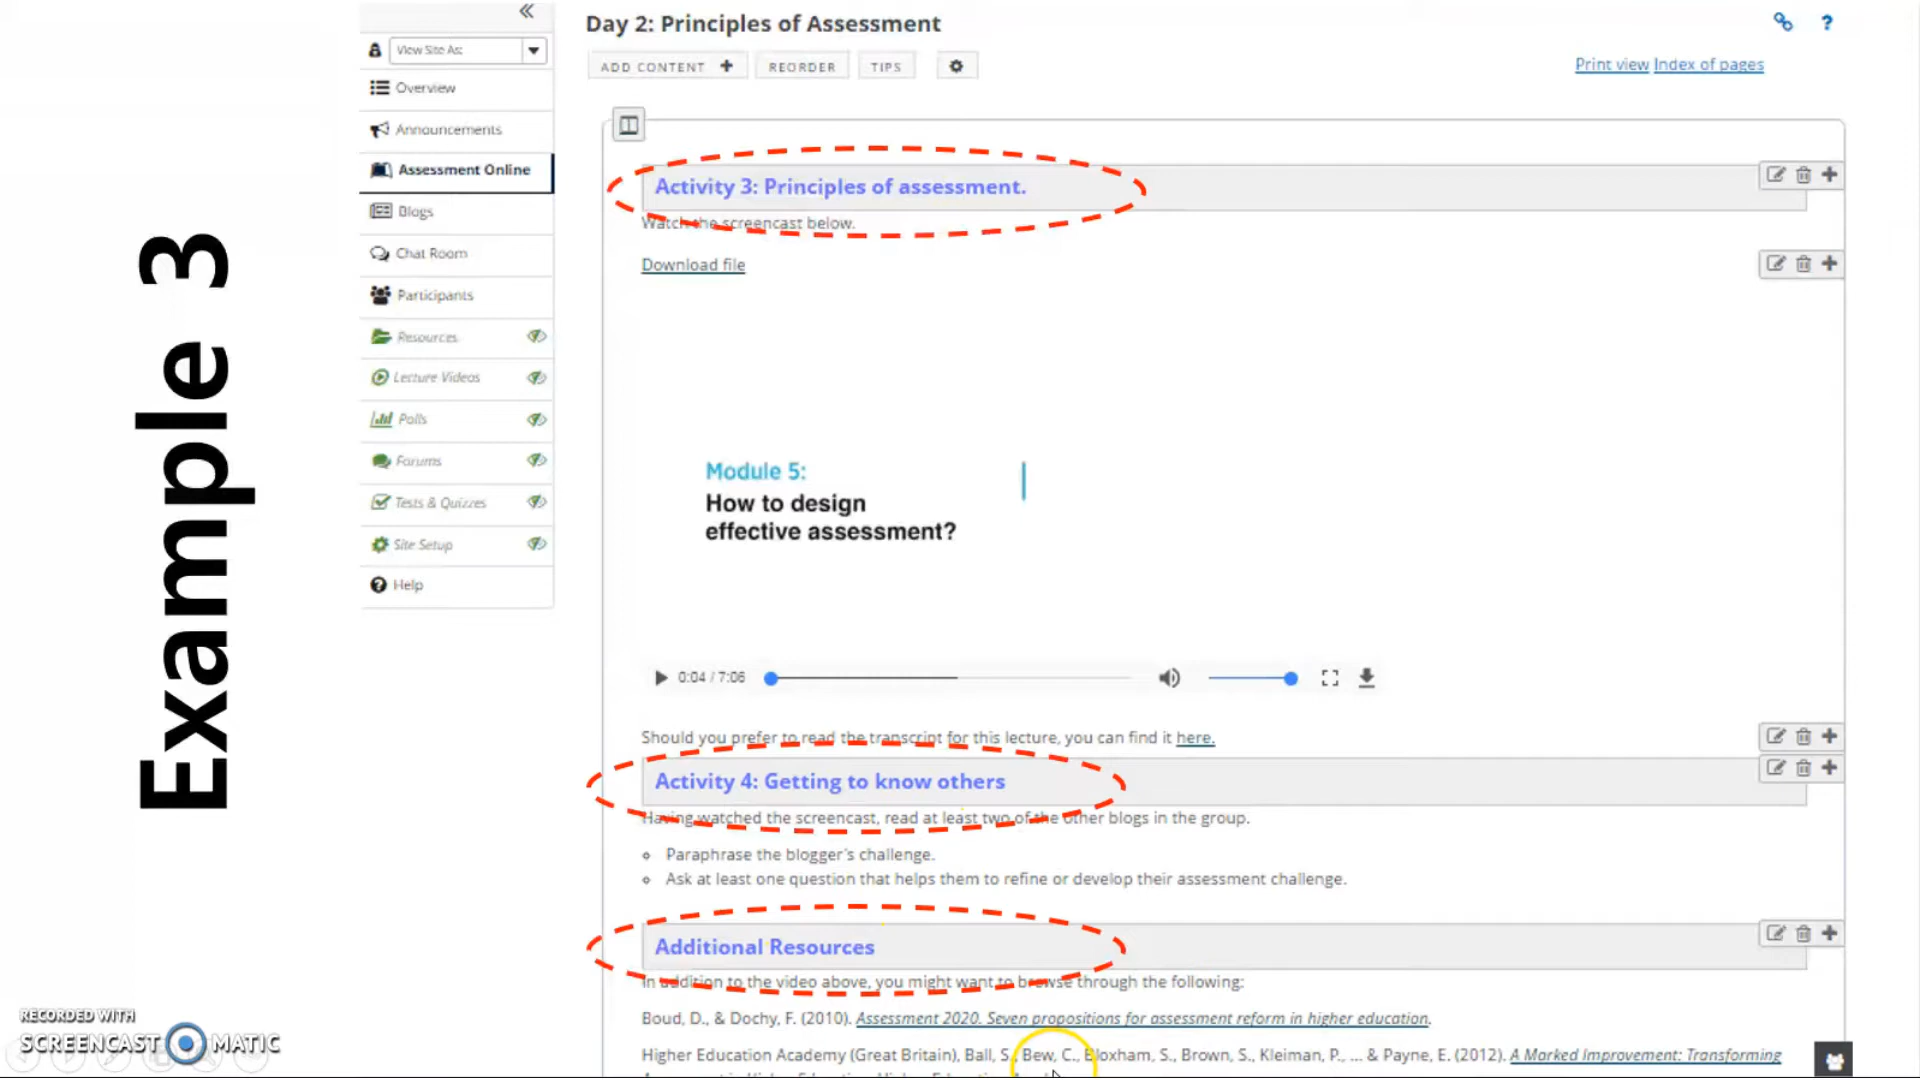 Example 3
View Site As:
Overview
Announcements
Assessment Online
Blogs
Chat Room
Participants
Resources
Lecture Videos
Polls
Forums
Tests & Quizzes
Site Setup
Help
Day 2: Principles of Assessment
ADD CONTENT
REORDER
TIPS
Print view Index of pages
Activity 3: Principles of assessment.
Watch the screencast below.
Download file
Module 5:
How to design
effective assessment?
0:04 / 7:06
Should you prefer to read the transcript for this lecture, you can find it here.
Activity 4: Getting to know others
Having watched the screencast, read at least two of the other blogs in the group.
Paraphrase the blogger's challenge.
Ask at least one question that helps them to refine or develop their assessment challenge.
Additional Resources
In addition to the video above, you might want to browse through the following:
Boud, D., & Dochy, F. (2010). Assessment 2020. Seven propositions for assessment reform in higher education.
Higher Education Academy (Great Britain), Ball, S., Bew, C., Bloxham, S., Brown, S., Kleiman, P., ... & Payne, E. (2012). A Marked Improvement: Transforming
RECORDED WITH
SCREENCAST MATIC